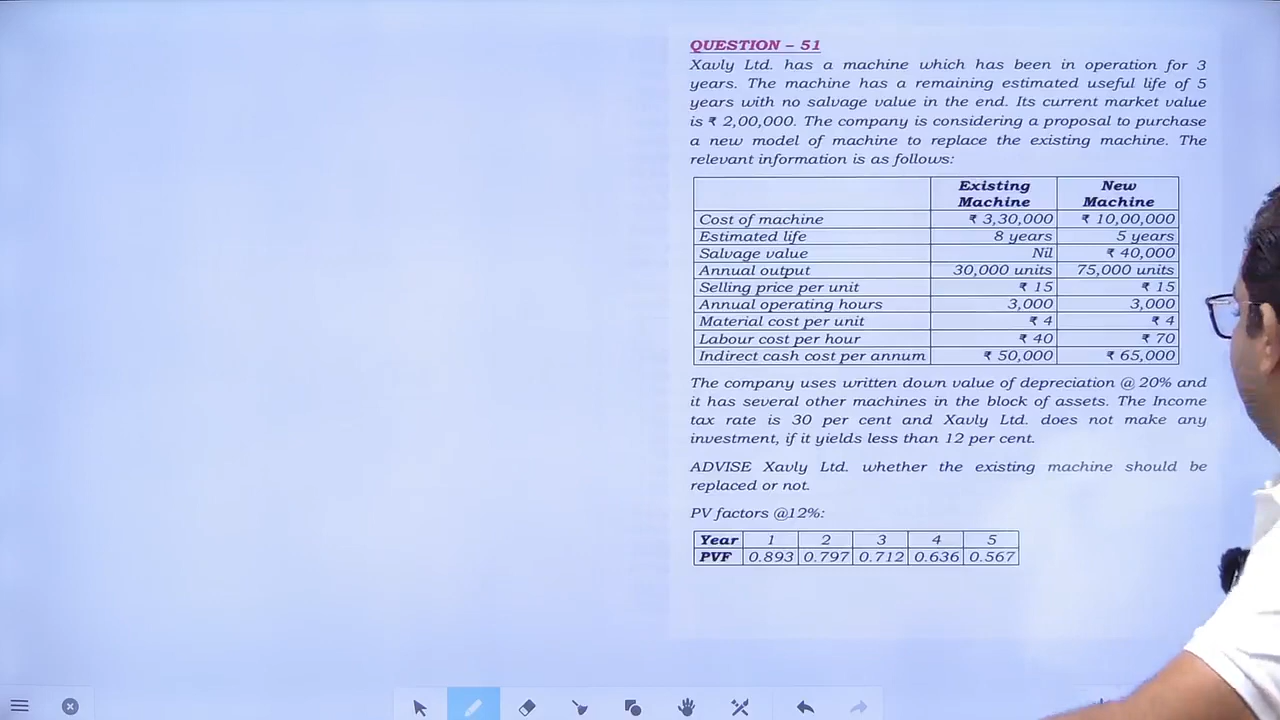 QUESTION – 51
Xavly Ltd. has a machine which has been in operation for 3
years. The machine has a remaining estimated useful life of 5
years with no salvage value in the end. Its current market value
is ₹ 2,00,000. The company is considering a proposal to purchase
a new model of machine to replace the existing machine. The
relevant information is as follows:
Existing Machine New Machine
Cost of machine ₹ 3,30,000 ₹ 10,00,000
Estimated life 8 years 5 years
Salvage value Nil ₹ 40,000
Annual output 30,000 units 75,000 units
Selling price per unit ₹ 15 ₹ 15
Annual operating hours 3,000 3,000
Material cost per unit ₹ 4 ₹ 4
Labour cost per hour ₹ 40 ₹ 70
Indirect cash cost per annum ₹ 50,000 ₹ 65,000
The company uses written down value of depreciation @ 20% and
it has several other machines in the block of assets. The Income
tax rate is 30 per cent and Xavly Ltd. does not make any
investment, if it yields less than 12 per cent.
ADVISE Xavly Ltd. whether the existing machine should be
replaced or not.
PV factors @12%:
Year 1 2 3 4 5
PVF 0.893 0.797 0.712 0.636 0.567